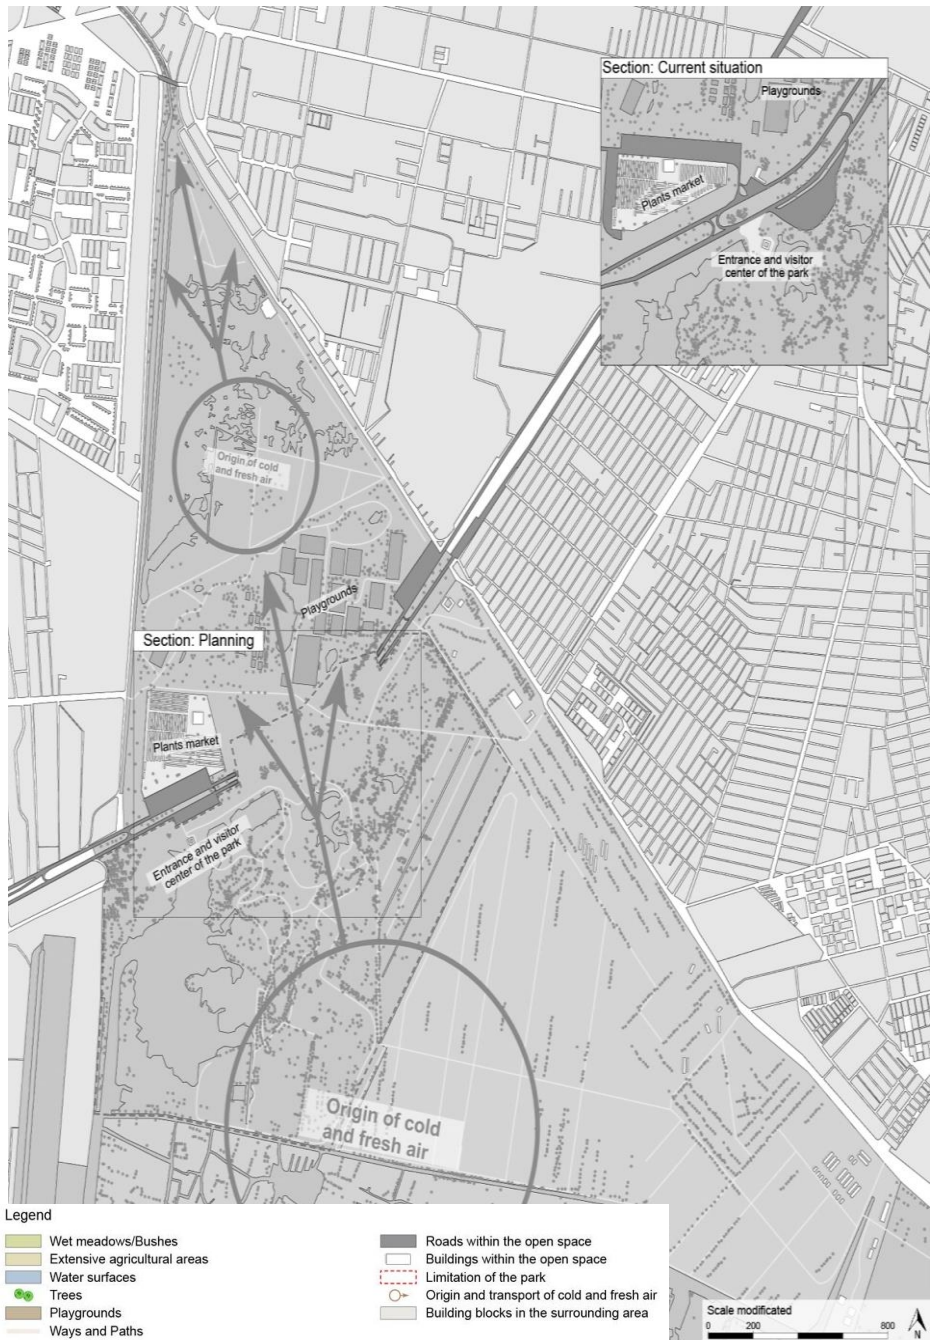 Section: Current situation
Playgrounds
Plants market
Entrance and visitor
center of the park
Origin of cold
and fresh air
Playgrounds
Section: Planning
Plants market
Entrance and visitor
center of the park
Origin of cold
and fresh air
Legend
Wet meadows/Bushes
Extensive agricultural areas
Water surfaces
Trees
Playgrounds
Ways and Paths
Roads within the open space
Buildings within the open space
Limitation of the park
Origin and transport of cold and fresh air
Building blocks in the surrounding area
Scale modificated
0 200 800
N